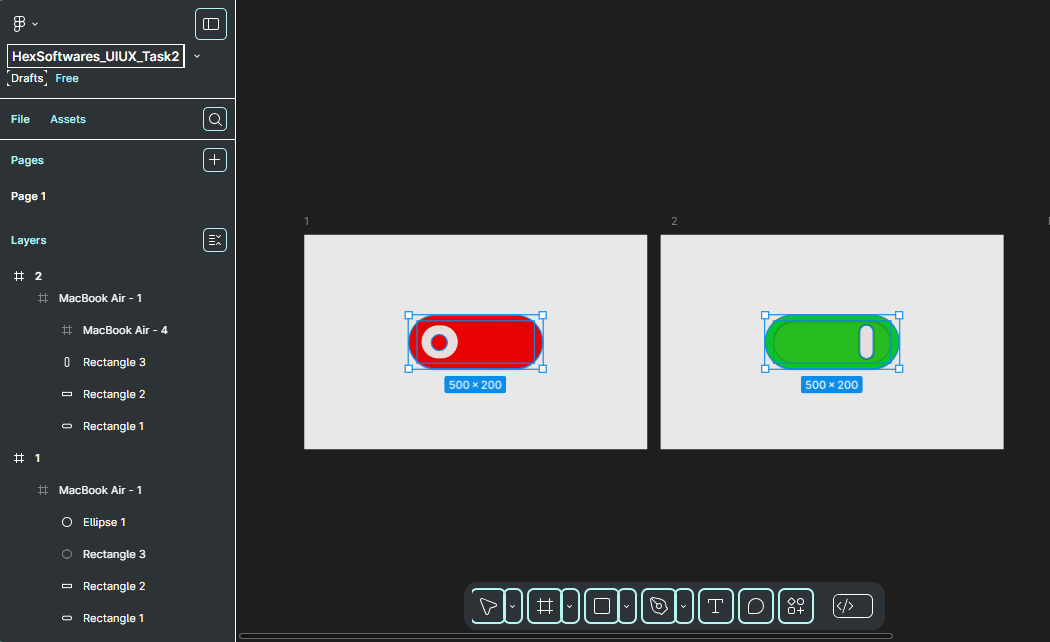 HexSoftwares_UIUX_Task2
Drafts Free
File Assets
Pages
Page 1
Layers
2
MacBook Air - 1
MacBook Air - 4
Rectangle 3
Rectangle 2
Rectangle 1
1
MacBook Air - 1
Ellipse 1
Rectangle 3
Rectangle 2
Rectangle 1
1
2
500 × 200
500 × 200